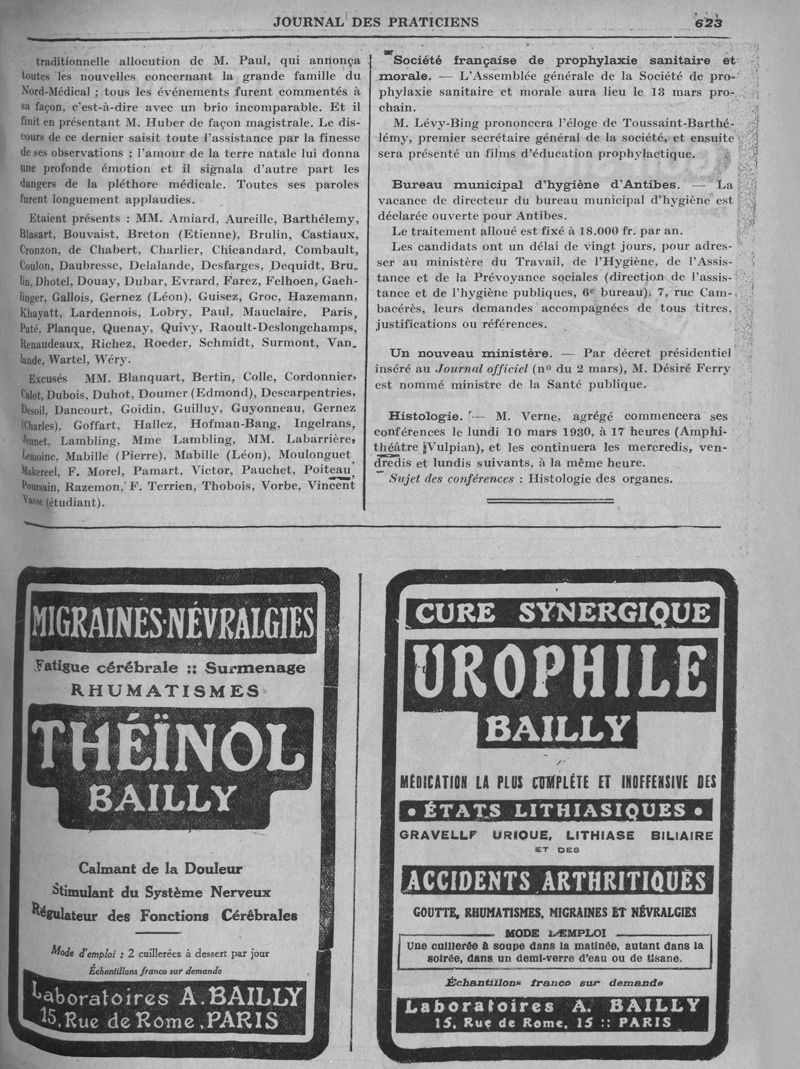 JOURNAL DES PRATICIENS 623
traditionnelle allocution de M. Paul, qui annonça
toutes les nouvelles concernant la grande famille du
Nord-Médical ; tous les événements furent commentés à
sa façon, c'est-à-dire avec un brio incomparable. Et il
finit en présentant M. Huber de façon magistrale. Le dis-
cours de ce dernier saisit toute l'assistance par la finesse
de ses observations ; l'amour de la terre natale lui donna
une profonde émotion et il signala d'autre part les
dangers de la pléthore médicale. Toutes ses paroles
furent longuement applaudies.
Etaient présents : MM. Amiard, Aureille, Barthélemy,
Blasart, Bouvaist, Breton (Etienne), Brulin, Castiaux,
Cronzon, de Chabert, Charlier, Chicandard, Combault,
Coulon, Daubresse, Delalande, Desfarges, Dequidt, Bru-
lin, Dhotel, Douay, Dubar, Evrard, Farez, Felhoen, Gaeh-
linger, Gallois, Gernez (Léon), Guisez, Groc, Hazemann,
Khayatt, Lardennois, Lobry, Paul, Mauclaire, Paris,
Paté, Planque, Quenay, Quivy, Raoult-Deslongchamps,
Renaudeaux, Richez, Roeder, Schmidt, Surmont, Van-
lande, Wartel, Wéry.
Excusés MM. Blanquart, Bertin, Colle, Cordonnier,
Calot, Dubois, Duhot, Doumer (Edmond), Descarpentries,
Desoil, Dancourt, Goidin, Guilluy, Guyonneau, Gernez
(Charles), Goffart, Hallez, Hofman-Bang, Ingelrans,
Jeunet, Lambling, Mme Lambling, MM. Labarrière,
Lemoine, Mabille (Pierre), Mabille (Léon), Moulonguet
Makereel, F. Morel, Pamart, Victor, Pauchet, Poiteau,
Poursain, Razemon, F. Terrien, Thobois, Vorbe, Vincent
Vasse (étudiant).
Société française de prophylaxie sanitaire et
morale. — L'Assemblée générale de la Société de pro-
phylaxie sanitaire et morale aura lieu le 13 mars pro-
chain.
M. Lévy-Bing prononcera l'éloge de Toussaint-Barthé-
lémy, premier secrétaire général de la société, et ensuite
sera présenté un films d'éducation prophylactique.
Bureau municipal d'hygiène d'Antibes. — La
vacance de directeur du bureau municipal d'hygiène est
déclarée ouverte pour Antibes.
Le traitement alloué est fixé à 18.000 fr. par an.
Les candidats ont un délai de vingt jours, pour adres-
ser au ministère du Travail, de l'Hygiène, de l'Assis-
tance et de la Prévoyance sociales (direction de l'assis-
tance et de l'hygiène publiques, 6e bureau), 7, rue Cam-
bacérès, leurs demandes accompagnées de tous titres,
justifications ou références.
Un nouveau ministère. — Par décret présidentiel
inséré au Journal officiel (no du 2 mars), M. Désiré Ferry
est nommé ministre de la Santé publique.
Histologie. — M. Verne, agrégé commencera ses
conférences le lundi 10 mars 1930, à 17 heures (Amphi-
théâtre Vulpian), et les continuera les mercredis, ven-
dredis et lundis suivants, à la même heure.
Sujet des conférences : Histologie des organes.
MIGRAINES-NÉVRALGIES
Fatigue cérébrale :: Surmenage
RHUMATISMES
THÉÏNOL
BAILLY
Calmant de la Douleur
Stimulant du Système Nerveux
Régulateur des Fonctions Cérébrales
Mode d'emploi : 2 cuillerées à dessert par jour
Échantillons franco sur demande
Laboratoires A. BAILLY
15, Rue de Rome, PARIS
CURE SYNERGIQUE
UROPHILE
BAILLY
MÉDICATION LA PLUS COMPLÉTE ET INOFFENSIVE DES
• ÉTATS LITHIASIQUES •
GRAVELLE URIQUE, LITHIASE BILIAIRE
ET DES
ACCIDENTS ARTHRITIQUES
GOUTTE, RHUMATISMES, MIGRAINES ET NÉVRALGIES
MODE D'EMPLOI
Une cuillerée à soupe dans la matinée, autant dans la
soirée, dans un demi-verre d'eau ou de tisane.
Échantillons franco sur demande
Laboratoires A. BAILLY
15, Rue de Rome, 15 :: PARIS